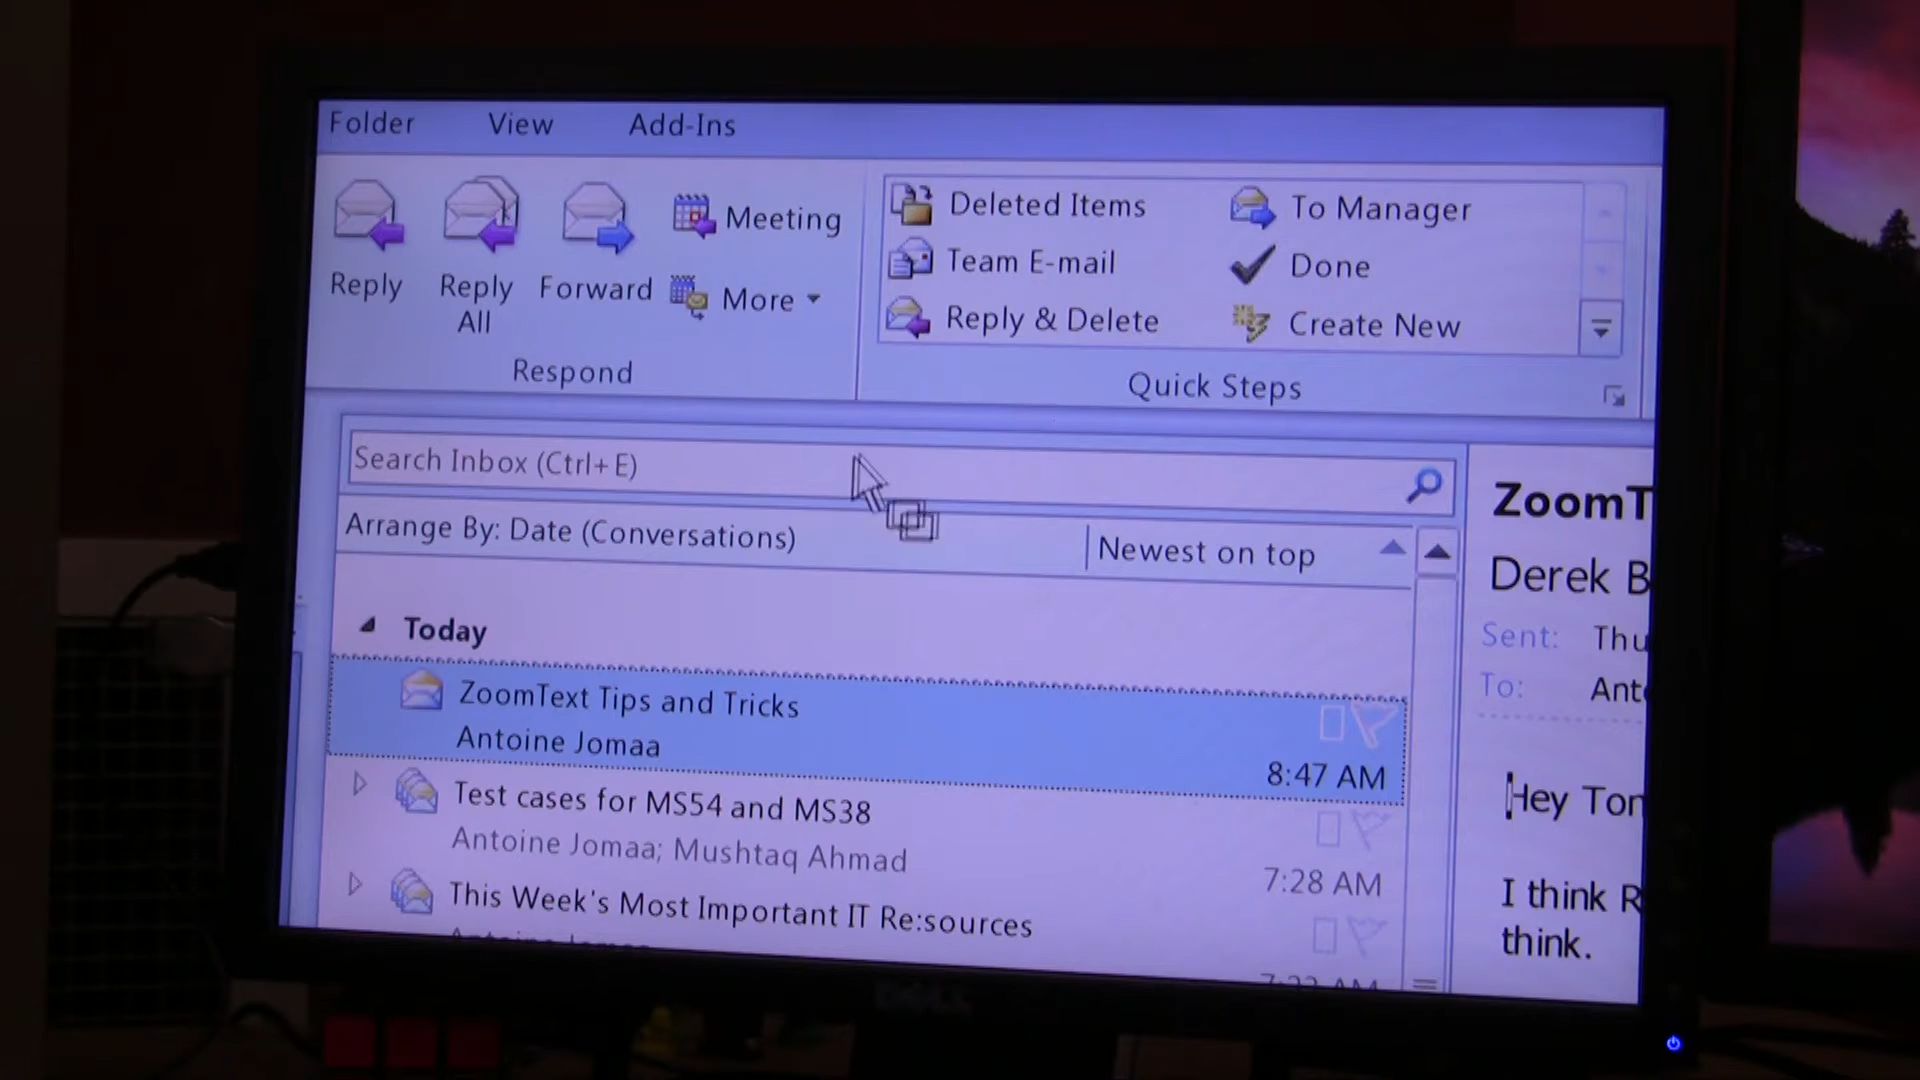 Folder View Add-Ins
Reply
Reply All
Forward
Meeting
More
Respond
Deleted Items
Team E-mail
Reply & Delete
To Manager
Done
Create New
Quick Steps
Search Inbox (Ctrl+E)
Arrange By: Date (Conversations) Newest on top
Today
ZoomText Tips and Tricks
Antoine Jomaa
8:47 AM
Test cases for MS54 and MS38
Antoine Jomaa; Mushtaq Ahmad
7:28 AM
This Week's Most Important IT Re:sources
Antoine Jomaa
ZoomT
Derek B
Sent: Thu
To: Ant
Hey Ton
I think R
think.
DELL